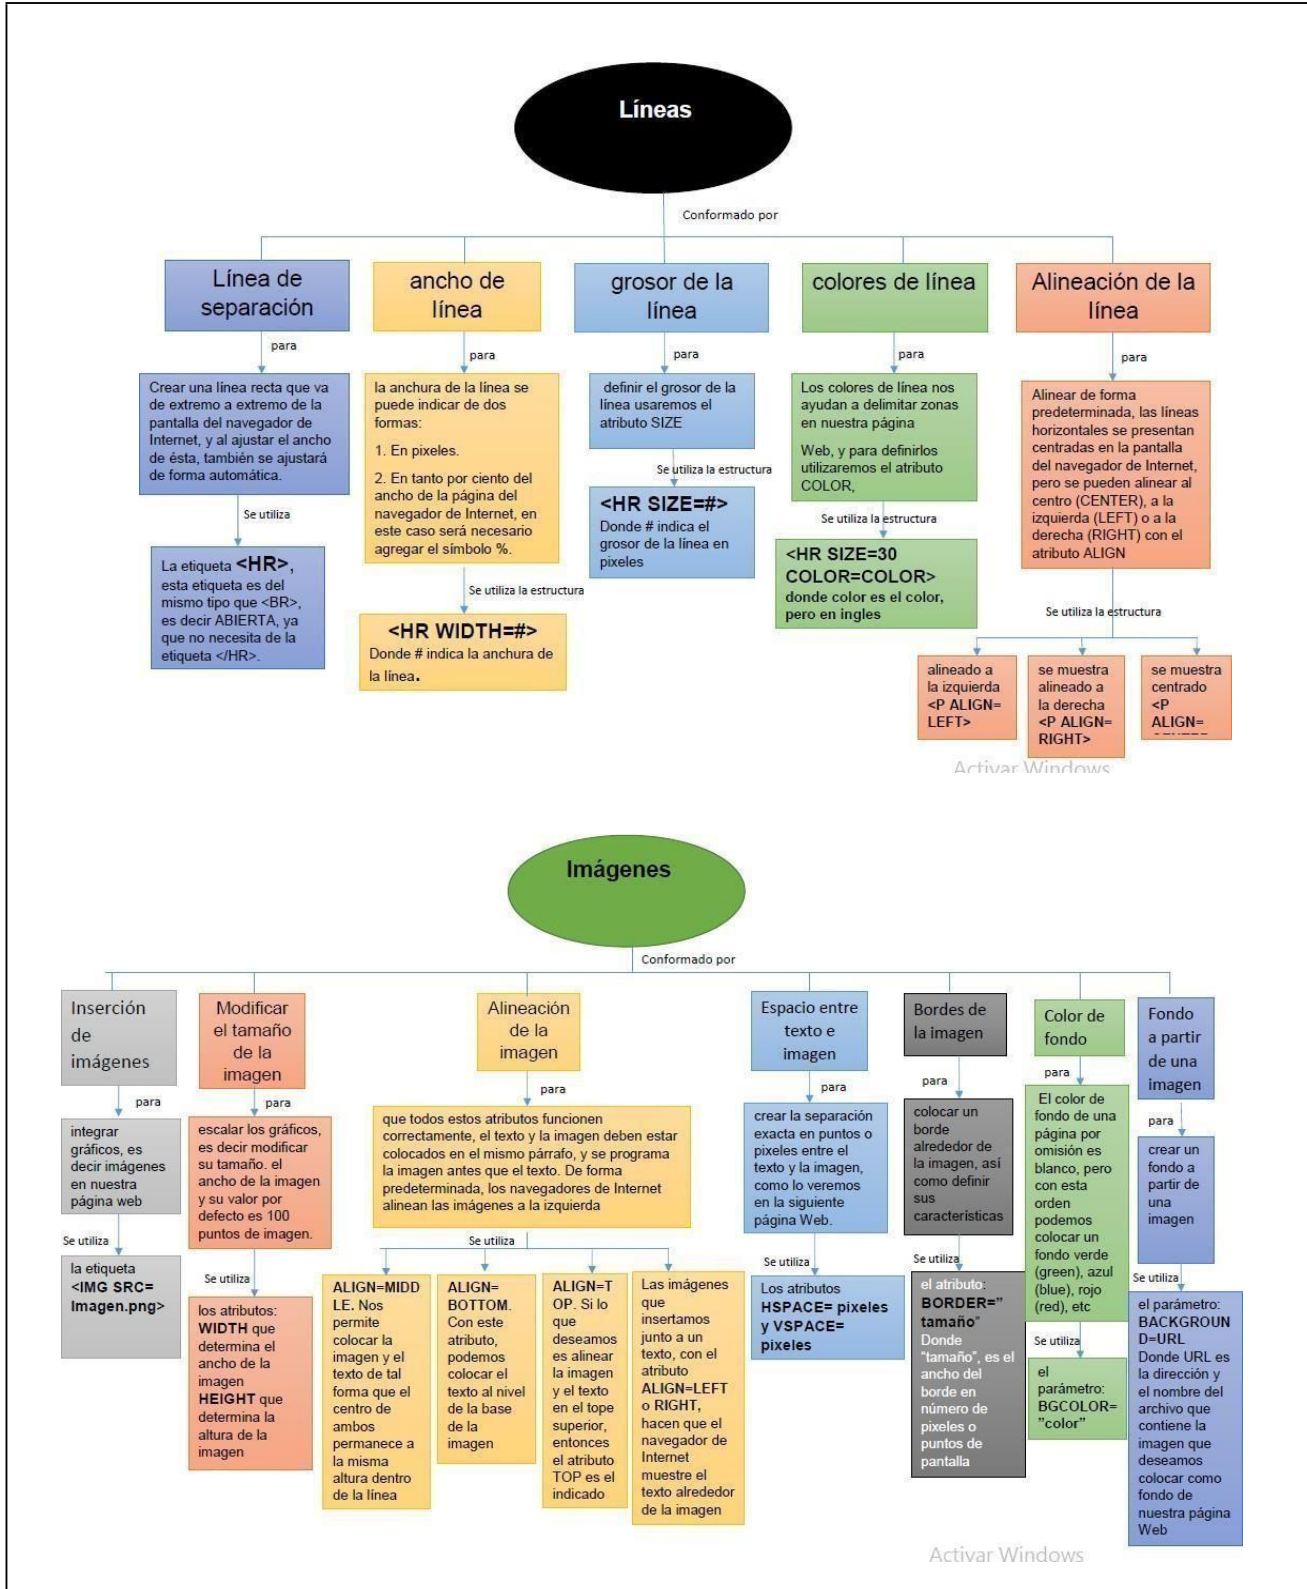 Líneas
Conformado por
Línea de
separación
para
Crear una línea recta que va
de extremo a extremo de la
pantalla del navegador de
Internet, y al ajustar el ancho
de ésta, también se ajustará
de forma automática.
Se utiliza
La etiqueta <HR>,
esta etiqueta es del
mismo tipo que <BR>,
es decir ABIERTA, ya
que no necesita de la
etiqueta </HR>.
ancho de
línea
para
la anchura de la línea se
puede indicar de dos
formas:
1. En pixeles.
2. En tanto por ciento del
ancho de la página del
navegador de Internet, en
este caso será necesario
agregar el símbolo %.
Se utiliza la estructura
<HR WIDTH=#>
Donde # indica la anchura de
la línea.
grosor de la
línea
para
definir el grosor de la
línea usaremos el
atributo SIZE
Se utiliza la estructura
<HR SIZE=#>
Donde # indica el
grosor de la línea en
pixeles
colores de línea
para
Los colores de línea nos
ayudan a delimitar zonas
en nuestra página
Web, y para definirlos
utilizaremos el atributo
COLOR,
Se utiliza la estructura
<HR SIZE=30
COLOR=COLOR>
donde color es el color,
pero en ingles
Alineación de la
línea
para
Alinear de forma
predeterminada, las líneas
horizontales se presentan
centradas en la pantalla
del navegador de Internet,
pero se pueden alinear al
centro (CENTER), a la
izquierda (LEFT) o a la
derecha (RIGHT) con el
atributo ALIGN
Se utiliza la estructura
alineado a
la izquierda
<P ALIGN=
LEFT>
se muestra
alineado a
la derecha
<P ALIGN=
RIGHT>
se muestra
centrado
<P
ALIGN=
Activar Windows
Imágenes
Conformado por
Inserción
de
imágenes
para
integrar
gráficos, es
decir imágenes
en nuestra
página web
Se utiliza
la etiqueta
<IMG SRC=
Imagen.png>
Modificar
el tamaño
de la
imagen
para
escalar los gráficos,
es decir modificar
su tamaño. el
ancho de la imagen
y su valor por
defecto es 100
puntos de imagen.
Se utiliza
los atributos:
WIDTH que
determina el
ancho de la
imagen
HEIGHT que
determina la
altura de la
imagen
Alineación
de la
imagen
para
que todos estos atributos funcionen
correctamente, el texto y la imagen deben estar
colocados en el mismo párrafo, y se programa
la imagen antes que el texto. De forma
predeterminada, los navegadores de Internet
alinean las imágenes a la izquierda
Se utiliza
ALIGN=MIDD
LE. Nos
permite
colocar la
imagen y el
texto de tal
forma que el
centro de
ambos
permanece a
la misma
altura dentro
de la línea
ALIGN=
BOTTOM.
Con este
atributo,
podemos
colocar el
texto al nivel
de la base
de la
imagen
ALIGN=T
OP. Si lo
que
deseamos
es alinear
la imagen
y el texto
en el tope
superior,
entonces
el atributo
TOP es el
indicado
Las imágenes
que
insertamos
junto a un
texto, con el
atributo
ALIGN=LEFT
o RIGHT,
hacen que el
navegador de
Internet
muestre el
texto alrededor
de la imagen
Espacio entre
texto e
imagen
para
crear la separación
exacta en puntos o
pixeles entre el
texto y la imagen,
como lo veremos
en la siguiente
página Web.
Se utiliza
Los atributos
HSPACE= pixeles
y VSPACE=
pixeles
Bordes de
la imagen
para
colocar un
borde
alrededor de
la imagen, así
como definir
sus
características
Se utiliza
el atributo:
BORDER="
tamaño"
Donde
"tamaño", es el
ancho del
borde en
número de
pixeles o
puntos de
pantalla
Color de
fondo
para
El color de
fondo de una
página por
omisión es
blanco, pero
con esta
orden
podemos
colocar un
fondo verde
(green), azul
(blue), rojo
(red), etc
Se utiliza
el
parámetro:
BGCOLOR=
"color"
Fondo
a partir
de una
imagen
para
crear un
fondo a
partir de
una
imagen
Se utiliza
el parámetro:
BACKGROUN
D=URL
Donde URL es
la dirección y
el nombre del
archivo que
contiene la
imagen que
deseamos
colocar como
fondo de
nuestra página
Web
Activar Windows